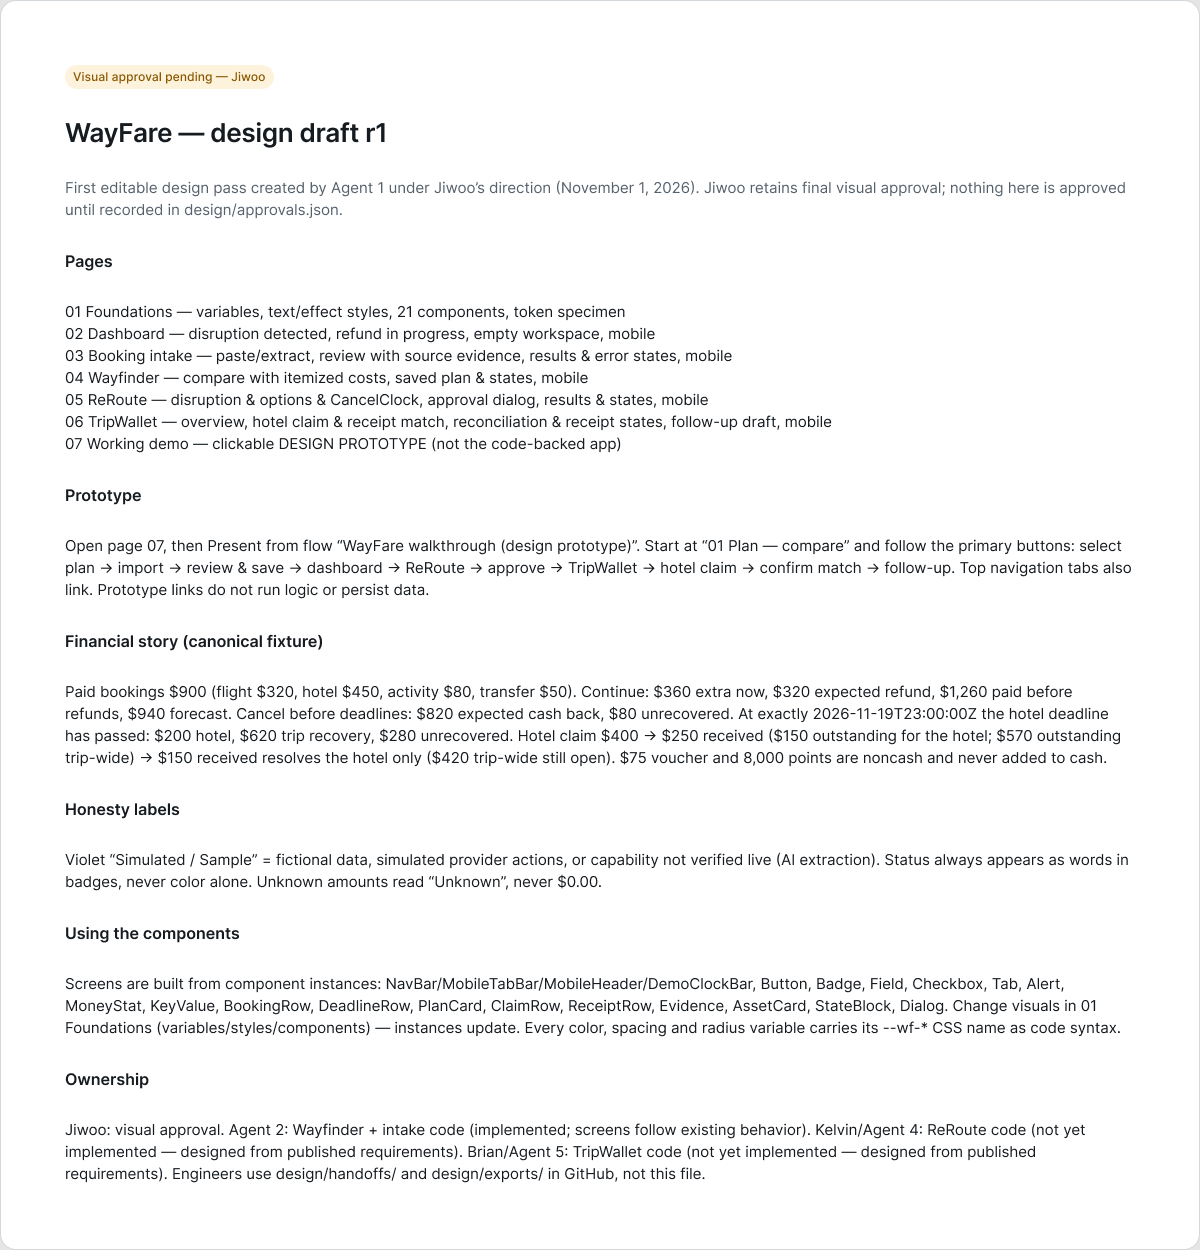 Visual approval pending — Jiwoo
WayFare — design draft r1
First editable design pass created by Agent 1 under Jiwoo’s direction (November 1, 2026). Jiwoo retains final visual approval; nothing here is approved
until recorded in design/approvals.json.
Pages
01 Foundations — variables, text/effect styles, 21 components, token specimen
02 Dashboard — disruption detected, refund in progress, empty workspace, mobile
03 Booking intake — paste/extract, review with source evidence, results & error states, mobile
04 Wayfinder — compare with itemized costs, saved plan & states, mobile
05 ReRoute — disruption & options & CancelClock, approval dialog, results & states, mobile
06 TripWallet — overview, hotel claim & receipt match, reconciliation & receipt states, follow-up draft, mobile
07 Working demo — clickable DESIGN PROTOTYPE (not the code-backed app)
Prototype
Open page 07, then Present from flow “WayFare walkthrough (design prototype)”. Start at “01 Plan — compare” and follow the primary buttons: select
plan → import → review & save → dashboard → ReRoute → approve → TripWallet → hotel claim → confirm match → follow-up. Top navigation tabs also
link. Prototype links do not run logic or persist data.
Financial story (canonical fixture)
Paid bookings $900 (flight $320, hotel $450, activity $80, transfer $50). Continue: $360 extra now, $320 expected refund, $1,260 paid before
refunds, $940 forecast. Cancel before deadlines: $820 expected cash back, $80 unrecovered. At exactly 2026-11-19T23:00:00Z the hotel deadline
has passed: $200 hotel, $620 trip recovery, $280 unrecovered. Hotel claim $400 → $250 received ($150 outstanding for the hotel; $570 outstanding
trip-wide) → $150 received resolves the hotel only ($420 trip-wide still open). $75 voucher and 8,000 points are noncash and never added to cash.
Honesty labels
Violet “Simulated / Sample” = fictional data, simulated provider actions, or capability not verified live (AI extraction). Status always appears as words in
badges, never color alone. Unknown amounts read “Unknown”, never $0.00.
Using the components
Screens are built from component instances: NavBar/MobileTabBar/MobileHeader/DemoClockBar, Button, Badge, Field, Checkbox, Tab, Alert,
MoneyStat, KeyValue, BookingRow, DeadlineRow, PlanCard, ClaimRow, ReceiptRow, Evidence, AssetCard, StateBlock, Dialog. Change visuals in 01
Foundations (variables/styles/components) — instances update. Every color, spacing and radius variable carries its --wf-* CSS name as code syntax.
Ownership
Jiwoo: visual approval. Agent 2: Wayfinder + intake code (implemented; screens follow existing behavior). Kelvin/Agent 4: ReRoute code (not yet
implemented — designed from published requirements). Brian/Agent 5: TripWallet code (not yet implemented — designed from published
requirements). Engineers use design/handoffs/ and design/exports/ in GitHub, not this file.